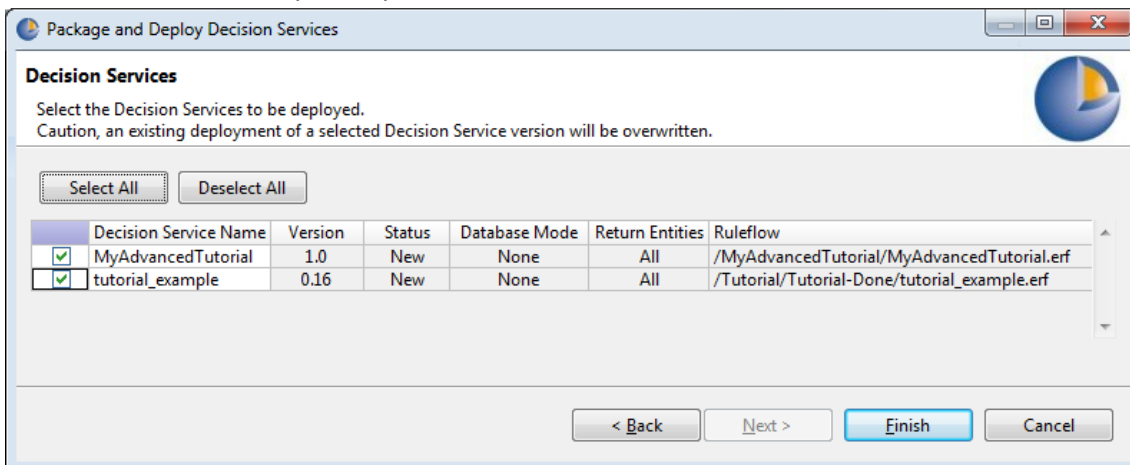 Package and Deploy Decision Services
Decision Services
Select the Decision Services to be deployed.
Caution, an existing deployment of a selected Decision Service version will be overwritten.
Select All Deselect All
Decision Service Name Version Status Database Mode Return Entities Ruleflow
MyAdvancedTutorial 1.0 New None All /MyAdvancedTutorial/MyAdvancedTutorial.erf
tutorial_example 0.16 New None All /Tutorial/Tutorial-Done/tutorial_example.erf
< Back Next > Finish Cancel